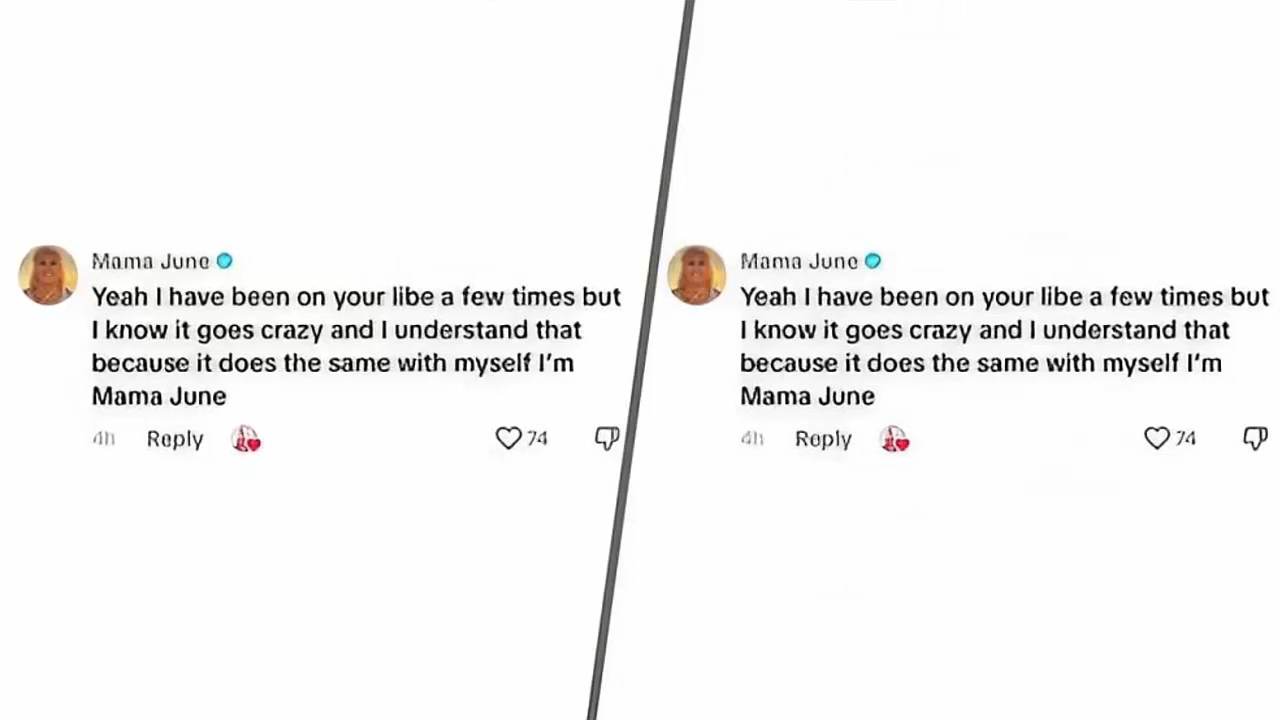 Mama June
Yeah I have been on your libe a few times but
I know it goes crazy and I understand that
because it does the same with myself I'm
Mama June
4h Reply 74
Mama June
Yeah I have been on your libe a few times but
I know it goes crazy and I understand that
because it does the same with myself I'm
Mama June
4h Reply 74